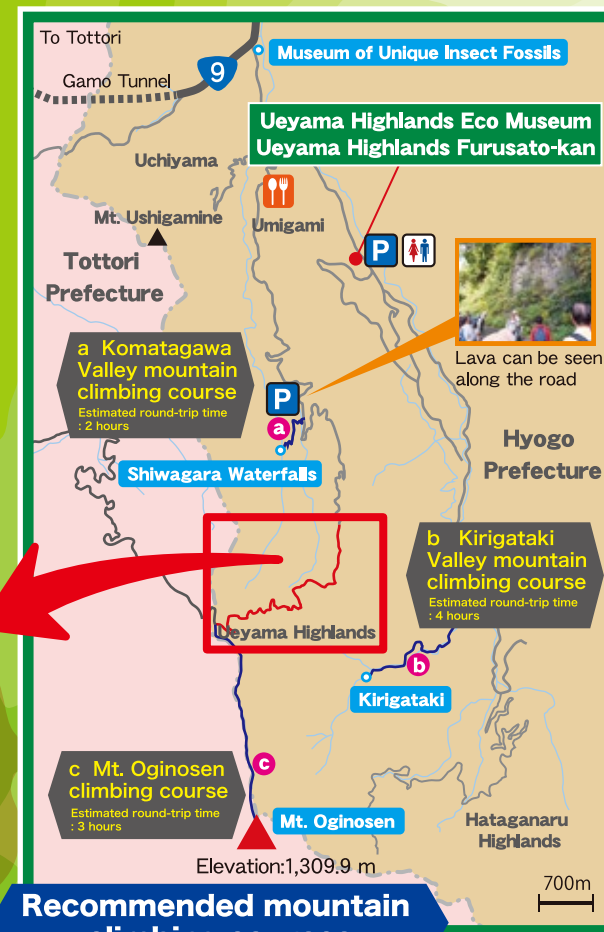 To Tottori
Museum of Unique Insect Fossils
9
Gamo Tunnel
Ueyama Highlands Eco Museum
Ueyama Highlands Furusato-kan
Uchiyama
Mt. Ushigamine
Umigami
P
Tottori
Prefecture
Lava can be seen
along the road
a Komatagawa
Valley mountain
climbing course
Estimated round-trip time
: 2 hours
P
a
Shiwagara Waterfalls
Hyogo
Prefecture
b Kirigataki
Valley mountain
climbing course
Estimated round-trip time
: 4 hours
Ueyama Highlands
b
Kirigataki
c
c Mt. Oginosen
climbing course
Estimated round-trip time
: 3 hours
Mt. Oginosen
Hataganaru
Highlands
Elevation:1,309.9 m
700m
Recommended mountain